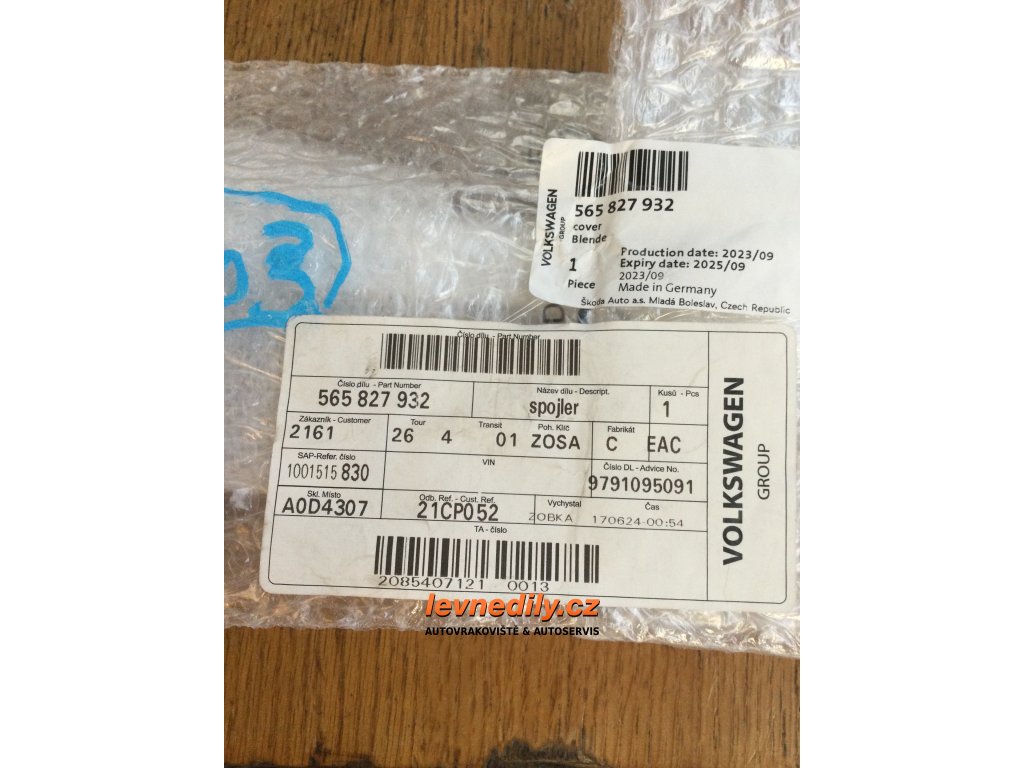 03
VOLKSWAGEN
GROUP
565 827 932
cover
Blende
1
Piece
Production date: 2023/09
Expiry date: 2025/09
2023/09
Made in Germany
Škoda Auto a.s. Mladá Boleslav, Czech Republic
Číslo dílu - Part Number
Číslo dílu - Part Number
565 827 932
Název dílu - Descript.
spojler
Kusů - Pcs
1
Zákazník - Customer
2161
Tour
26 4
Transit
01
Poh. Klíč
ZOSA
Fabrikát
C EAC
SAP-Refer. číslo
1001515 830
VIN
Číslo DL - Advice No.
9791095091
Skl. Místo
A0D4307
Odb. Ref. - Cust. Ref.
21CP052
Vychystal
ZOBKA
Čas
170624-00:54
TA - číslo
2085407121 0013
VOLKSWAGEN
GROUP
levnedily.cz
AUTOVRAKOVIŠTĚ & AUTOSERVIS